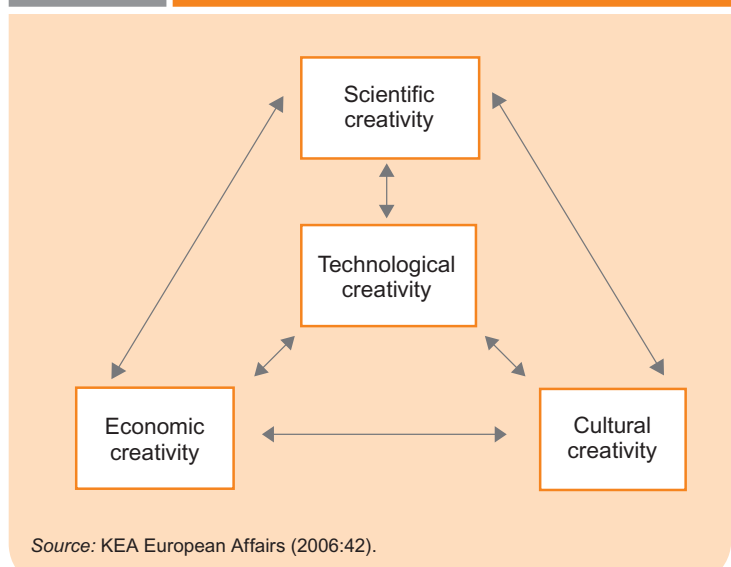 Scientific
creativity
Technological
creativity
Economic
creativity
Cultural
creativity
Source: KEA European Affairs (2006:42).